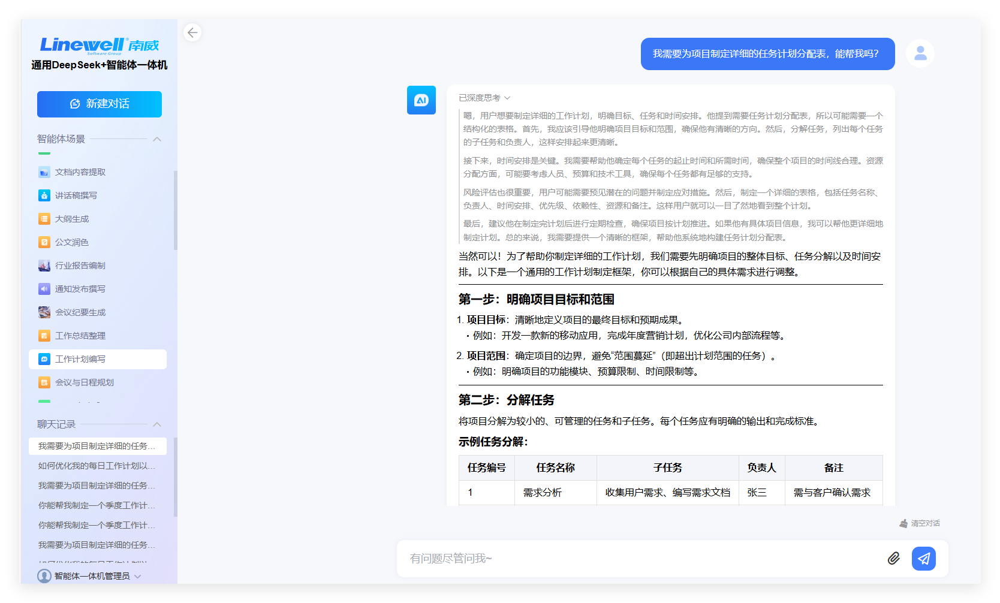 Linewell 南威
Software Group
通用DeepSeek+智能体一体机
新建对话
智能体场景
文档内容提取
讲话稿撰写
大纲生成
公文润色
行业报告编制
通知发布撰写
会议纪要生成
工作总结整理
工作计划编写
会议与日程规划
聊天记录
我需要为项目制定详细的任务...
如何优化我的每日工作计划以...
我需要为项目制定详细的任务...
你能帮我制定一个季度工作计...
你能帮我制定一个季度工作计...
我需要为项目制定详细的任务...
智能体一体机管理员
我需要为项目制定详细的任务计划分配表，能帮我吗？
AI
已深度思考
嗯，用户想要制定详细的工作计划，明确目标、任务和时间安排。他提到需要任务计划分配表，所以可能需要一个
结构化的表格。首先，我应该引导他明确项目目标和范围，确保他有清晰的方向。然后，分解任务，列出每个任务
的子任务和负责人，这样安排起来更清晰。
接下来，时间安排是关键。我需要帮助他确定每个任务的起止时间和所需时间，确保整个项目的时间线合理。资源
分配方面，可能要考虑人员、预算和技术工具，确保每个任务都有足够的支持。
风险评估也很重要，用户可能需要预见潜在的问题并制定应对措施。然后，制定一个详细的表格，包括任务名称、
负责人、时间安排、优先级、依赖性、资源和备注。这样用户就可以一目了然地看到整个计划。
最后，建议他在制定完计划后进行定期检查，确保项目按计划推进。如果他有具体项目信息，我可以帮他更详细地
制定计划。总的来说，我需要提供一个清晰的框架，帮助他系统地构建任务计划分配表。
当然可以！为了帮助你制定详细的工作计划，我们需要先明确项目的整体目标、任务分解以及时间安
排。以下是一个通用的工作计划制定框架，你可以根据自己的具体需求进行调整。
第一步：明确项目目标和范围
1. 项目目标：清晰地定义项目的最终目标和预期成果。
・例如：开发一款新的移动应用，完成年度营销计划，优化公司内部流程等。
2. 项目范围：确定项目的边界，避免“范围蔓延”（即超出计划范围的任务）。
・例如：明确项目的功能模块、预算限制、时间限制等。
第二步：分解任务
将项目分解为较小的、可管理的任务和子任务。每个任务应有明确的输出和完成标准。
示例任务分解：
任务编号 任务名称 子任务 负责人 备注
1 需求分析 收集用户需求、编写需求文档 张三 需与客户确认需求
清空对话
有问题尽管问我~